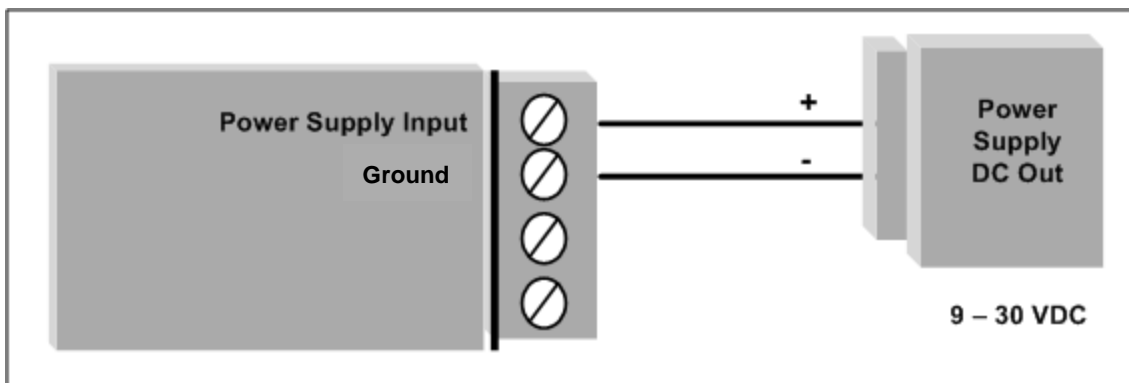 Power Supply Input
Ground
+
-
Power
Supply
DC Out
9 – 30 VDC